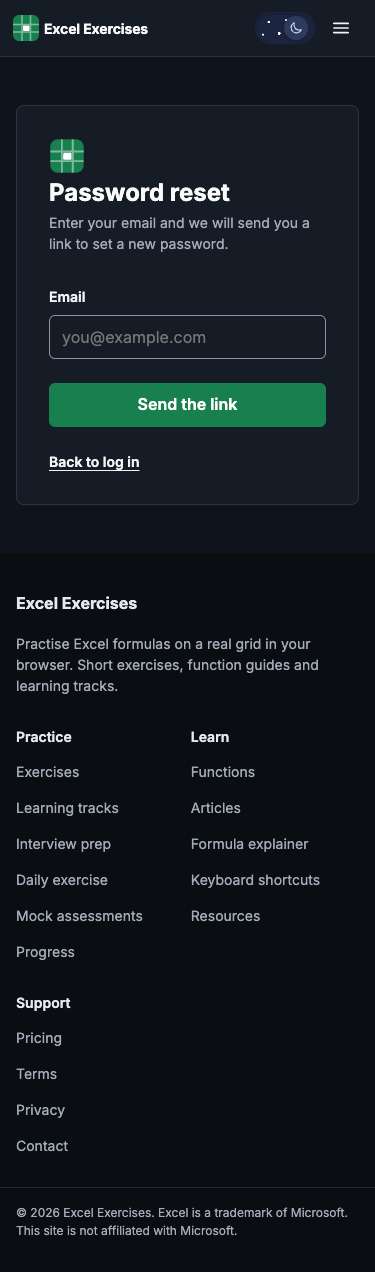 Excel Exercises
Password reset
Enter your email and we will send you a
link to set a new password.
Email
you@example.com
Send the link
Back to log in
Excel Exercises
Practise Excel formulas on a real grid in your
browser. Short exercises, function guides and
learning tracks.
Practice
Exercises
Learning tracks
Interview prep
Daily exercise
Mock assessments
Progress
Learn
Functions
Articles
Formula explainer
Keyboard shortcuts
Resources
Support
Pricing
Terms
Privacy
Contact
© 2026 Excel Exercises. Excel is a trademark of Microsoft.
This site is not affiliated with Microsoft.